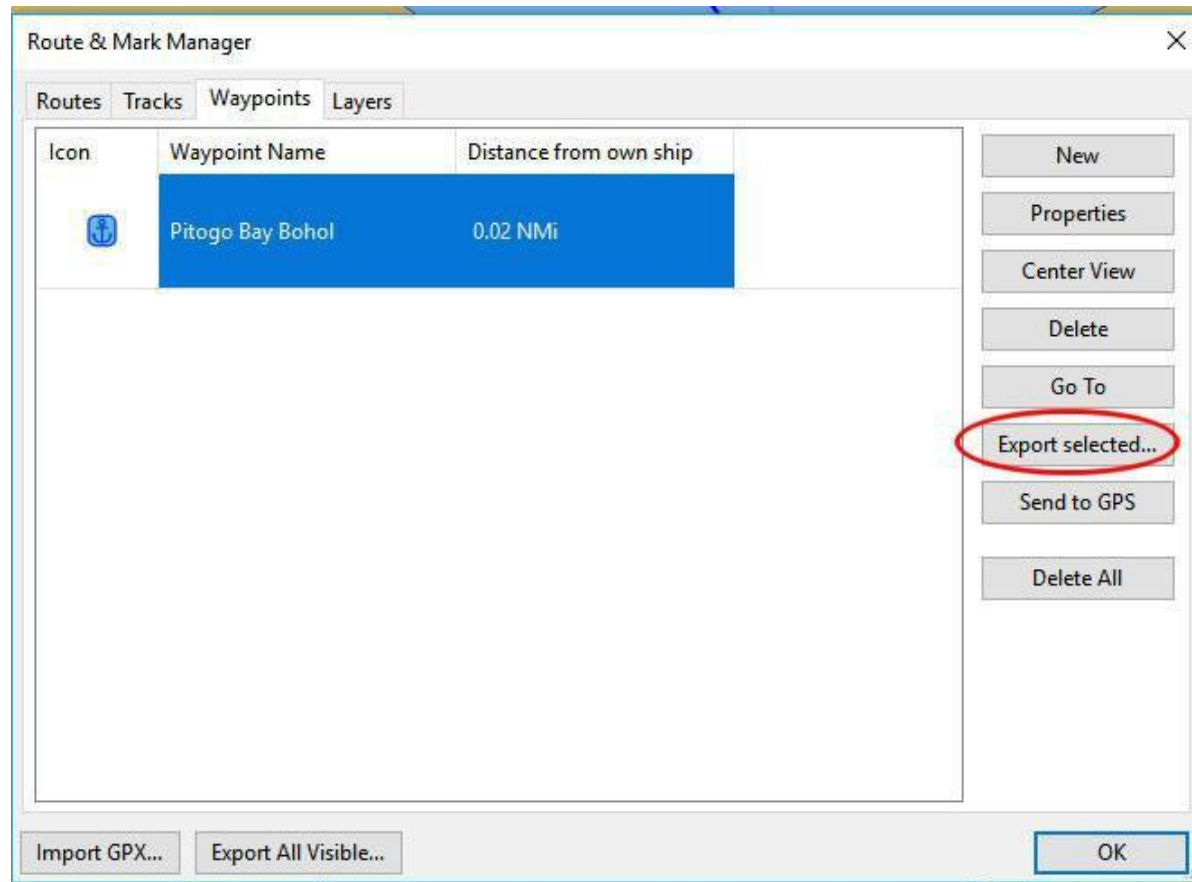 Route & Mark Manager
Routes Tracks Waypoints Layers
Icon Waypoint Name Distance from own ship
Pitogo Bay Bohol 0.02 NMi
New
Properties
Center View
Delete
Go To
Export selected...
Send to GPS
Delete All
Import GPX... Export All Visible... OK